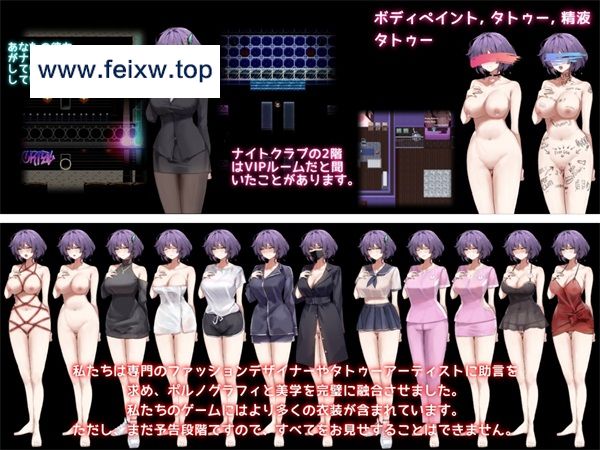 ボディペイント, タトゥー, 精液
タトゥー
www.feixw.top
ナイトクラブの2階
はVIPルームだと聞
いたことがあります。
私たちは専門のファッションデザイナーやタトゥーアーティストに助言を
求め、ポルノグラフィと美学を完璧に融合させました。
私たちのゲームにはより多くの衣装が含まれています。
ただし、まだ予告段階ですので、すべてをお見せすることはできません。